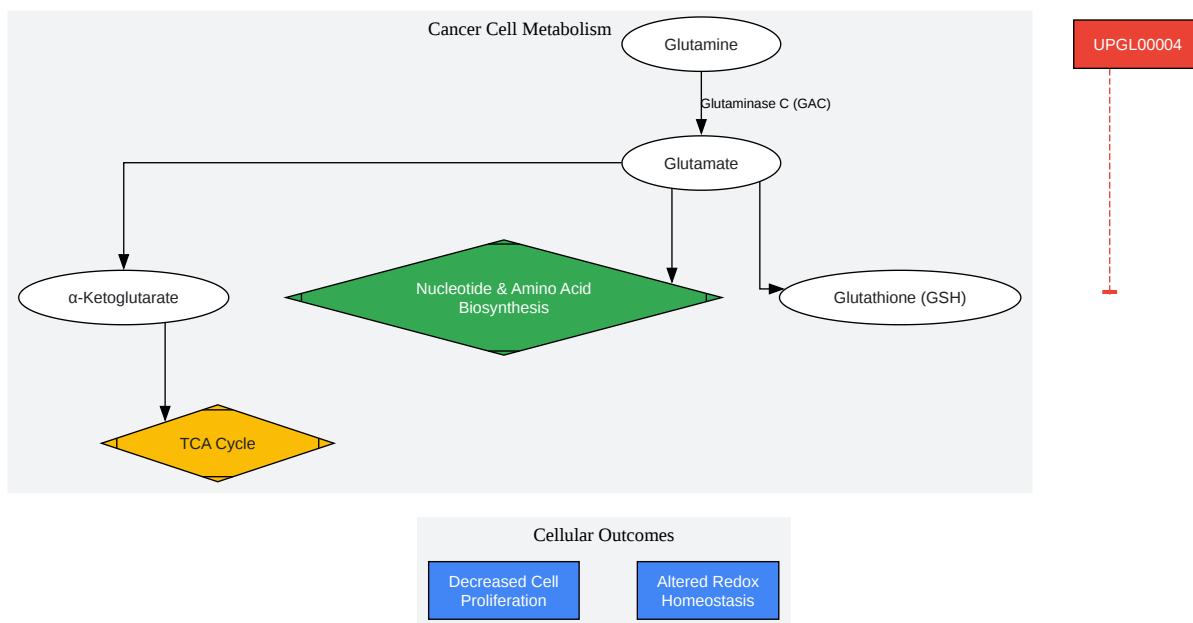 Cancer Cell Metabolism
Glutamine
UPGL00004
Glutaminase C (GAC)
Glutamate
α-Ketoglutarate
Nucleotide & Amino Acid
Biosynthesis
Glutathione (GSH)
TCA Cycle
Cellular Outcomes
Decreased Cell
Proliferation
Altered Redox
Homeostasis